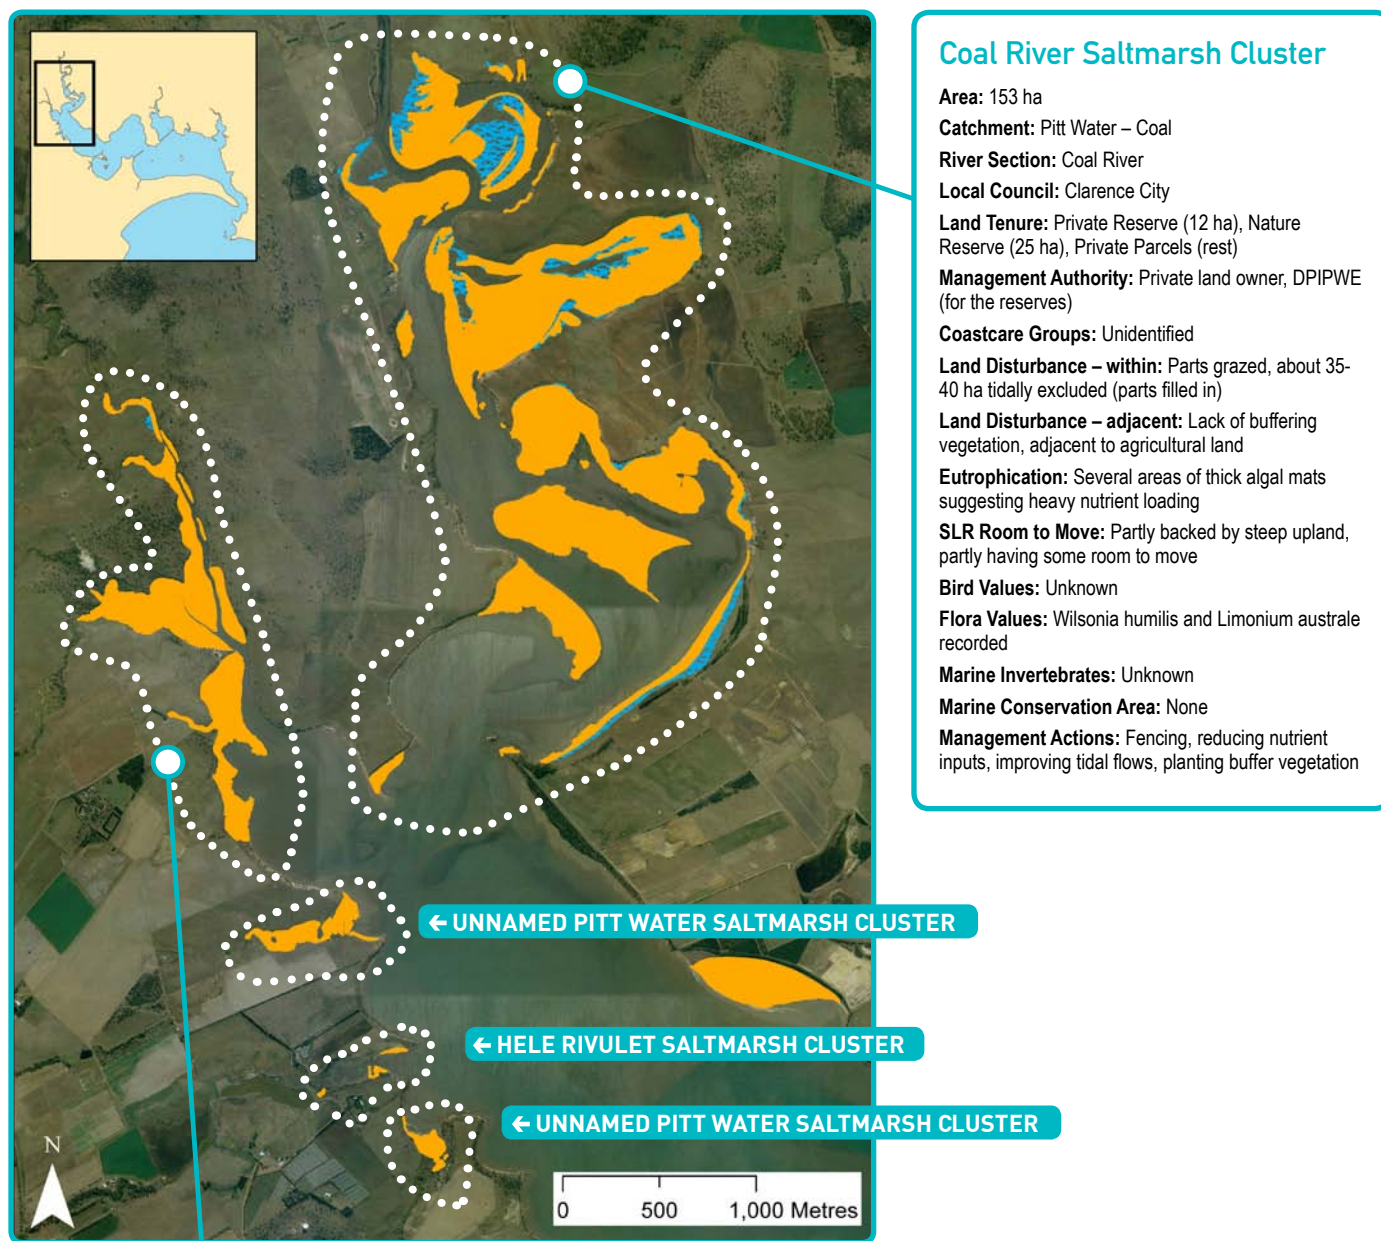 Coal River Saltmarsh Cluster
Area: 153 ha
Catchment: Pitt Water – Coal
River Section: Coal River
Local Council: Clarence City
Land Tenure: Private Reserve (12 ha), Nature
Reserve (25 ha), Private Parcels (rest)
Management Authority: Private land owner, DPIPWE
(for the reserves)
Coastcare Groups: Unidentified
Land Disturbance – within: Parts grazed, about 35-
40 ha tidally excluded (parts filled in)
Land Disturbance – adjacent: Lack of buffering
vegetation, adjacent to agricultural land
Eutrophication: Several areas of thick algal mats
suggesting heavy nutrient loading
SLR Room to Move: Partly backed by steep upland,
partly having some room to move
Bird Values: Unknown
Flora Values: Wilsonia humilis and Limonium australe
recorded
Marine Invertebrates: Unknown
Marine Conservation Area: None
Management Actions: Fencing, reducing nutrient
inputs, improving tidal flows, planting buffer vegetation
← UNNAMED PITT WATER SALTMARSH CLUSTER
← HELE RIVULET SALTMARSH CLUSTER
← UNNAMED PITT WATER SALTMARSH CLUSTER
N
0 500 1,000 Metres